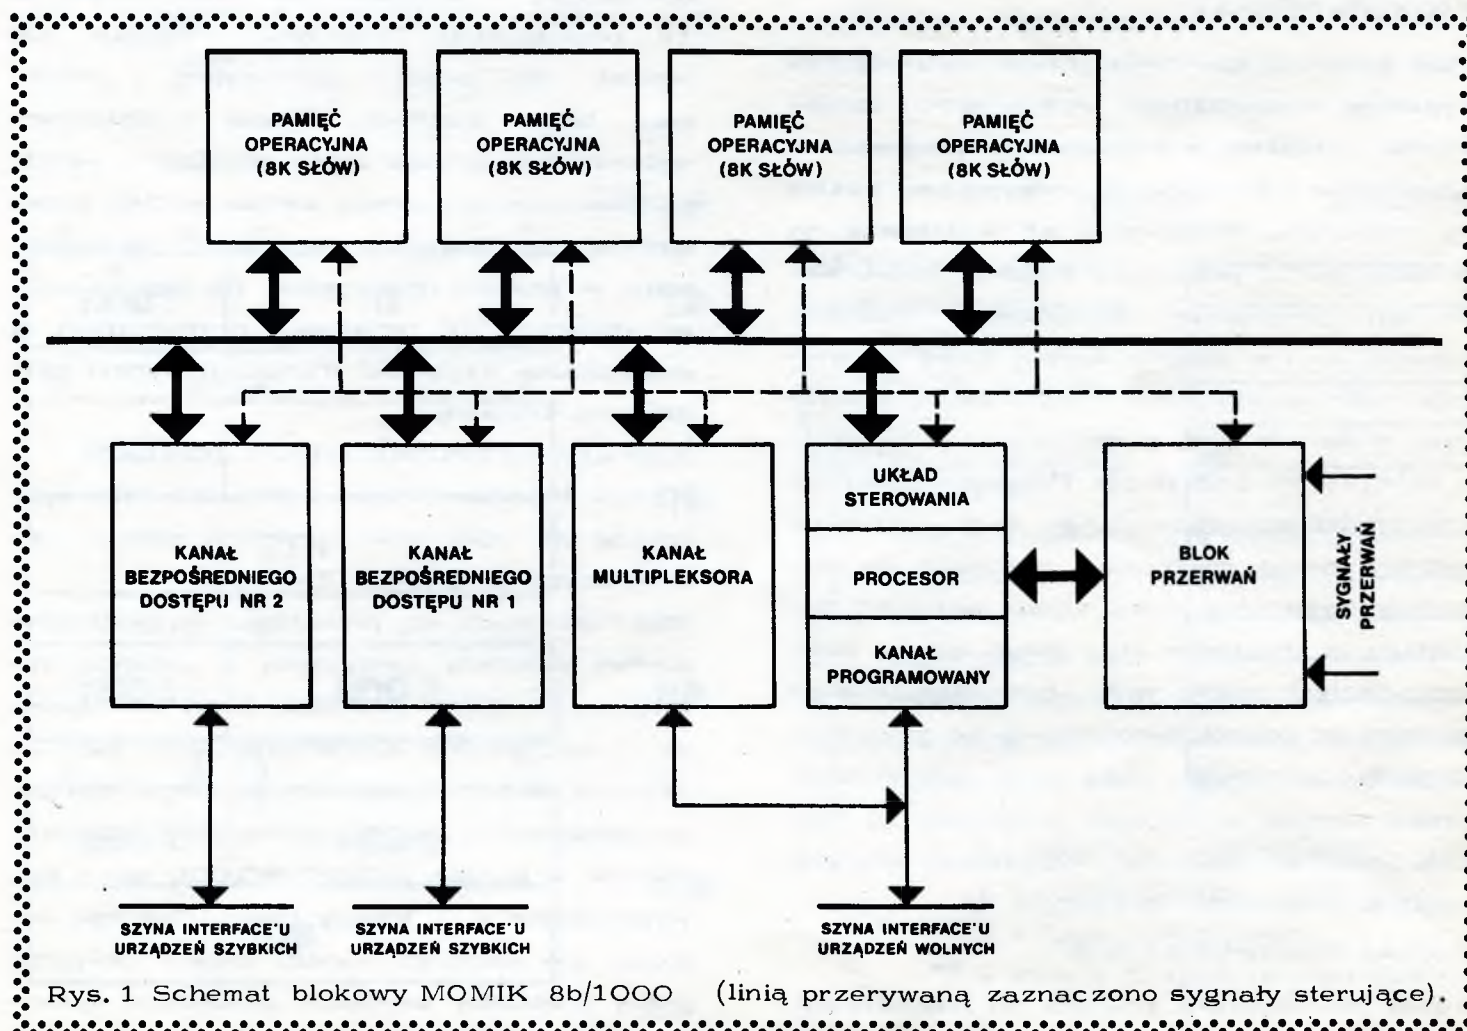 PAMIĘĆ
OPERACYJNA
(8K SŁÓW)
PAMIĘĆ
OPERACYJNA
(8K SŁÓW)
PAMIĘĆ
OPERACYJNA
(8K SŁÓW)
PAMIĘĆ
OPERACYJNA
(8K SŁÓW)
KANAŁ
BEZPOŚREDNIEGO
DOSTĘPU NR 2
KANAŁ
BEZPOŚREDNIEGO
DOSTĘPU NR 1
KANAŁ
MULTIPLEKSORA
UKŁAD
STEROWANIA
PROCESOR
KANAŁ
PROGRAMOWANY
BLOK
PRZERWAŃ
SYGNAŁY
PRZERWAŃ
SZYNA INTERFACE'U
URZĄDZEŃ SZYBKICH
SZYNA INTERFACE'U
URZĄDZEŃ SZYBKICH
SZYNA INTERFACE'U
URZĄDZEŃ WOLNYCH
Rys. 1 Schemat blokowy MOMIK 8b/1000 (linią przerywaną zaznaczono sygnały sterujące).